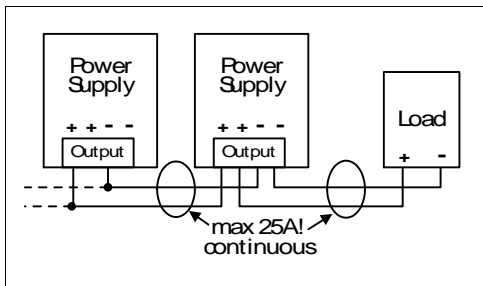 Power
Supply
+ + - -
Output
Power
Supply
+ + - -
Output
Load
+ -
max 25A!
continuous